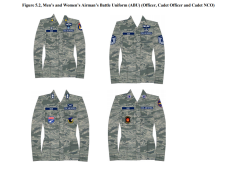 Figure 5.2. Men's and Women's Airman's Battle Uniform (ABU) (Officer, Cadet Officer and Cadet NCO)